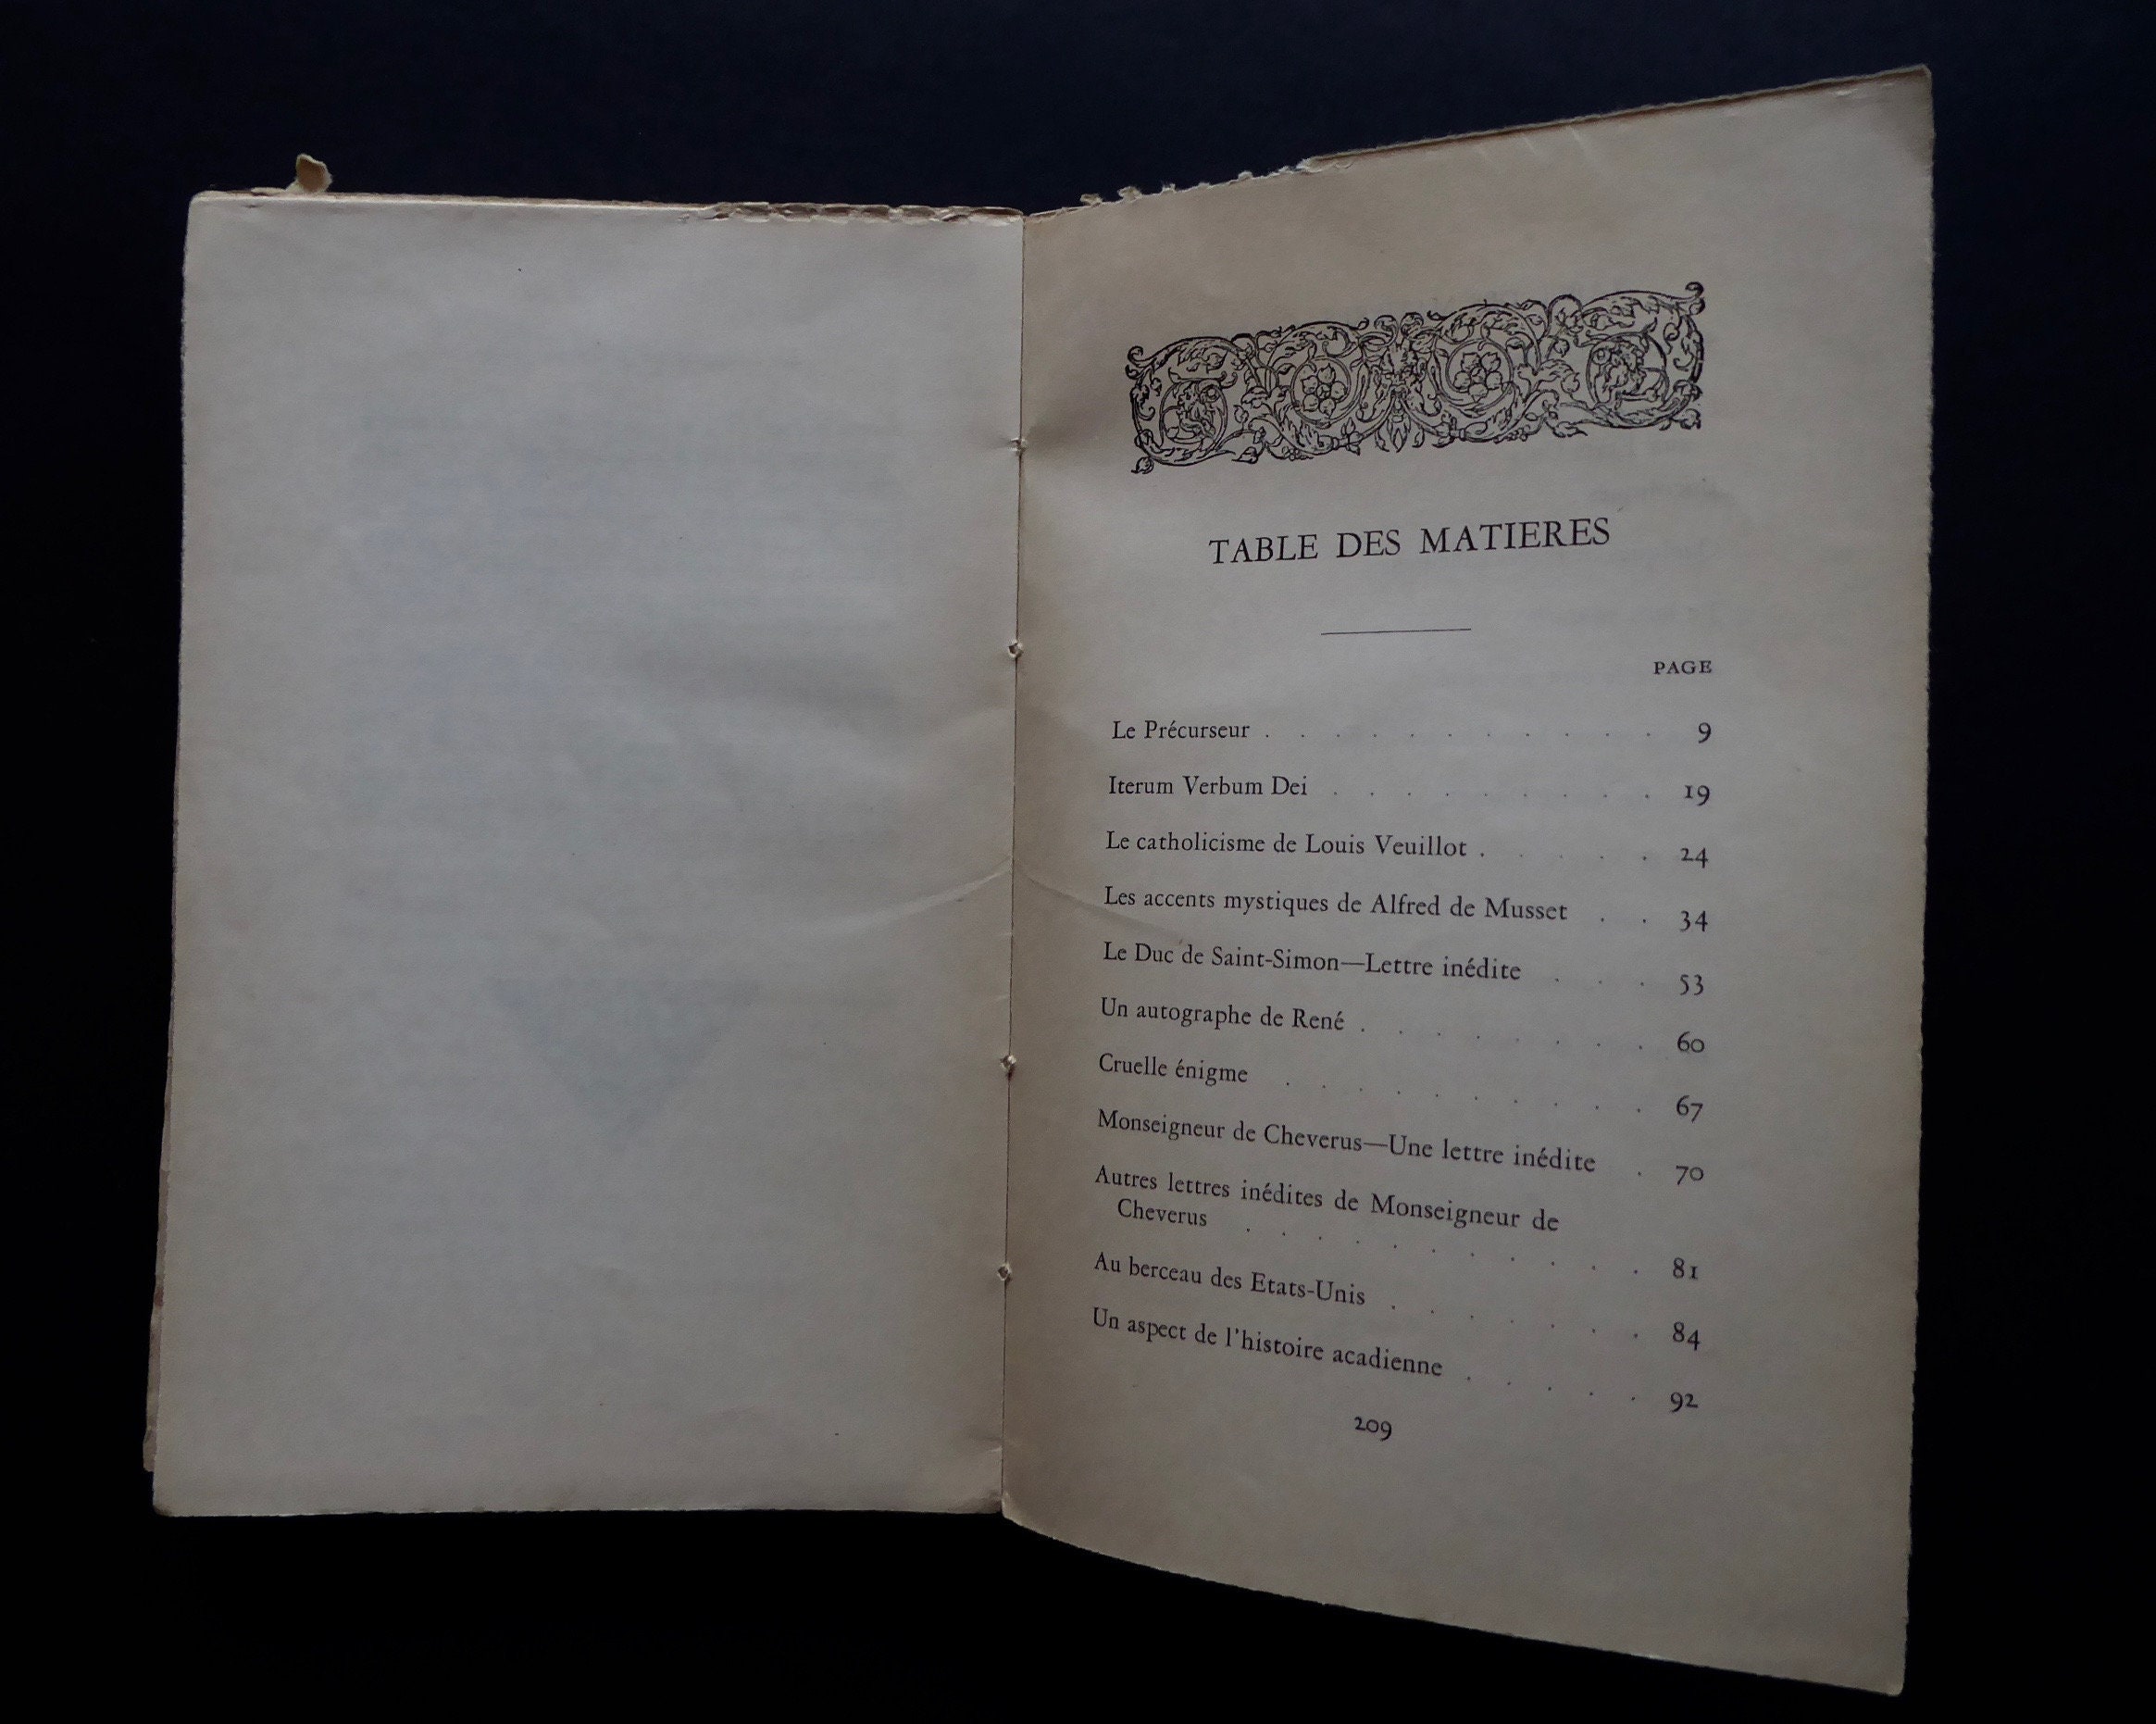 TABLE DES MATIERES
PAGE
Le Précurseur . . . . . . . . . . . 9
Iterum Verbum Dei . . . . . . . . . 19
Le catholicisme de Louis Veuillot . . . . . 24
Les accents mystiques de Alfred de Musset . . 34
Le Duc de Saint-Simon—Lettre inédite . . . 53
Un autographe de René . . . . . . . . 60
Cruelle énigme . . . . . . . . . . 67
Monseigneur de Cheverus—Une lettre inédite . 70
Autres lettres inédites de Monseigneur de
Cheverus . . . . . . . . . . . 81
Au berceau des Etats-Unis . . . . . . . 84
Un aspect de l'histoire acadienne . . . . . 92
209